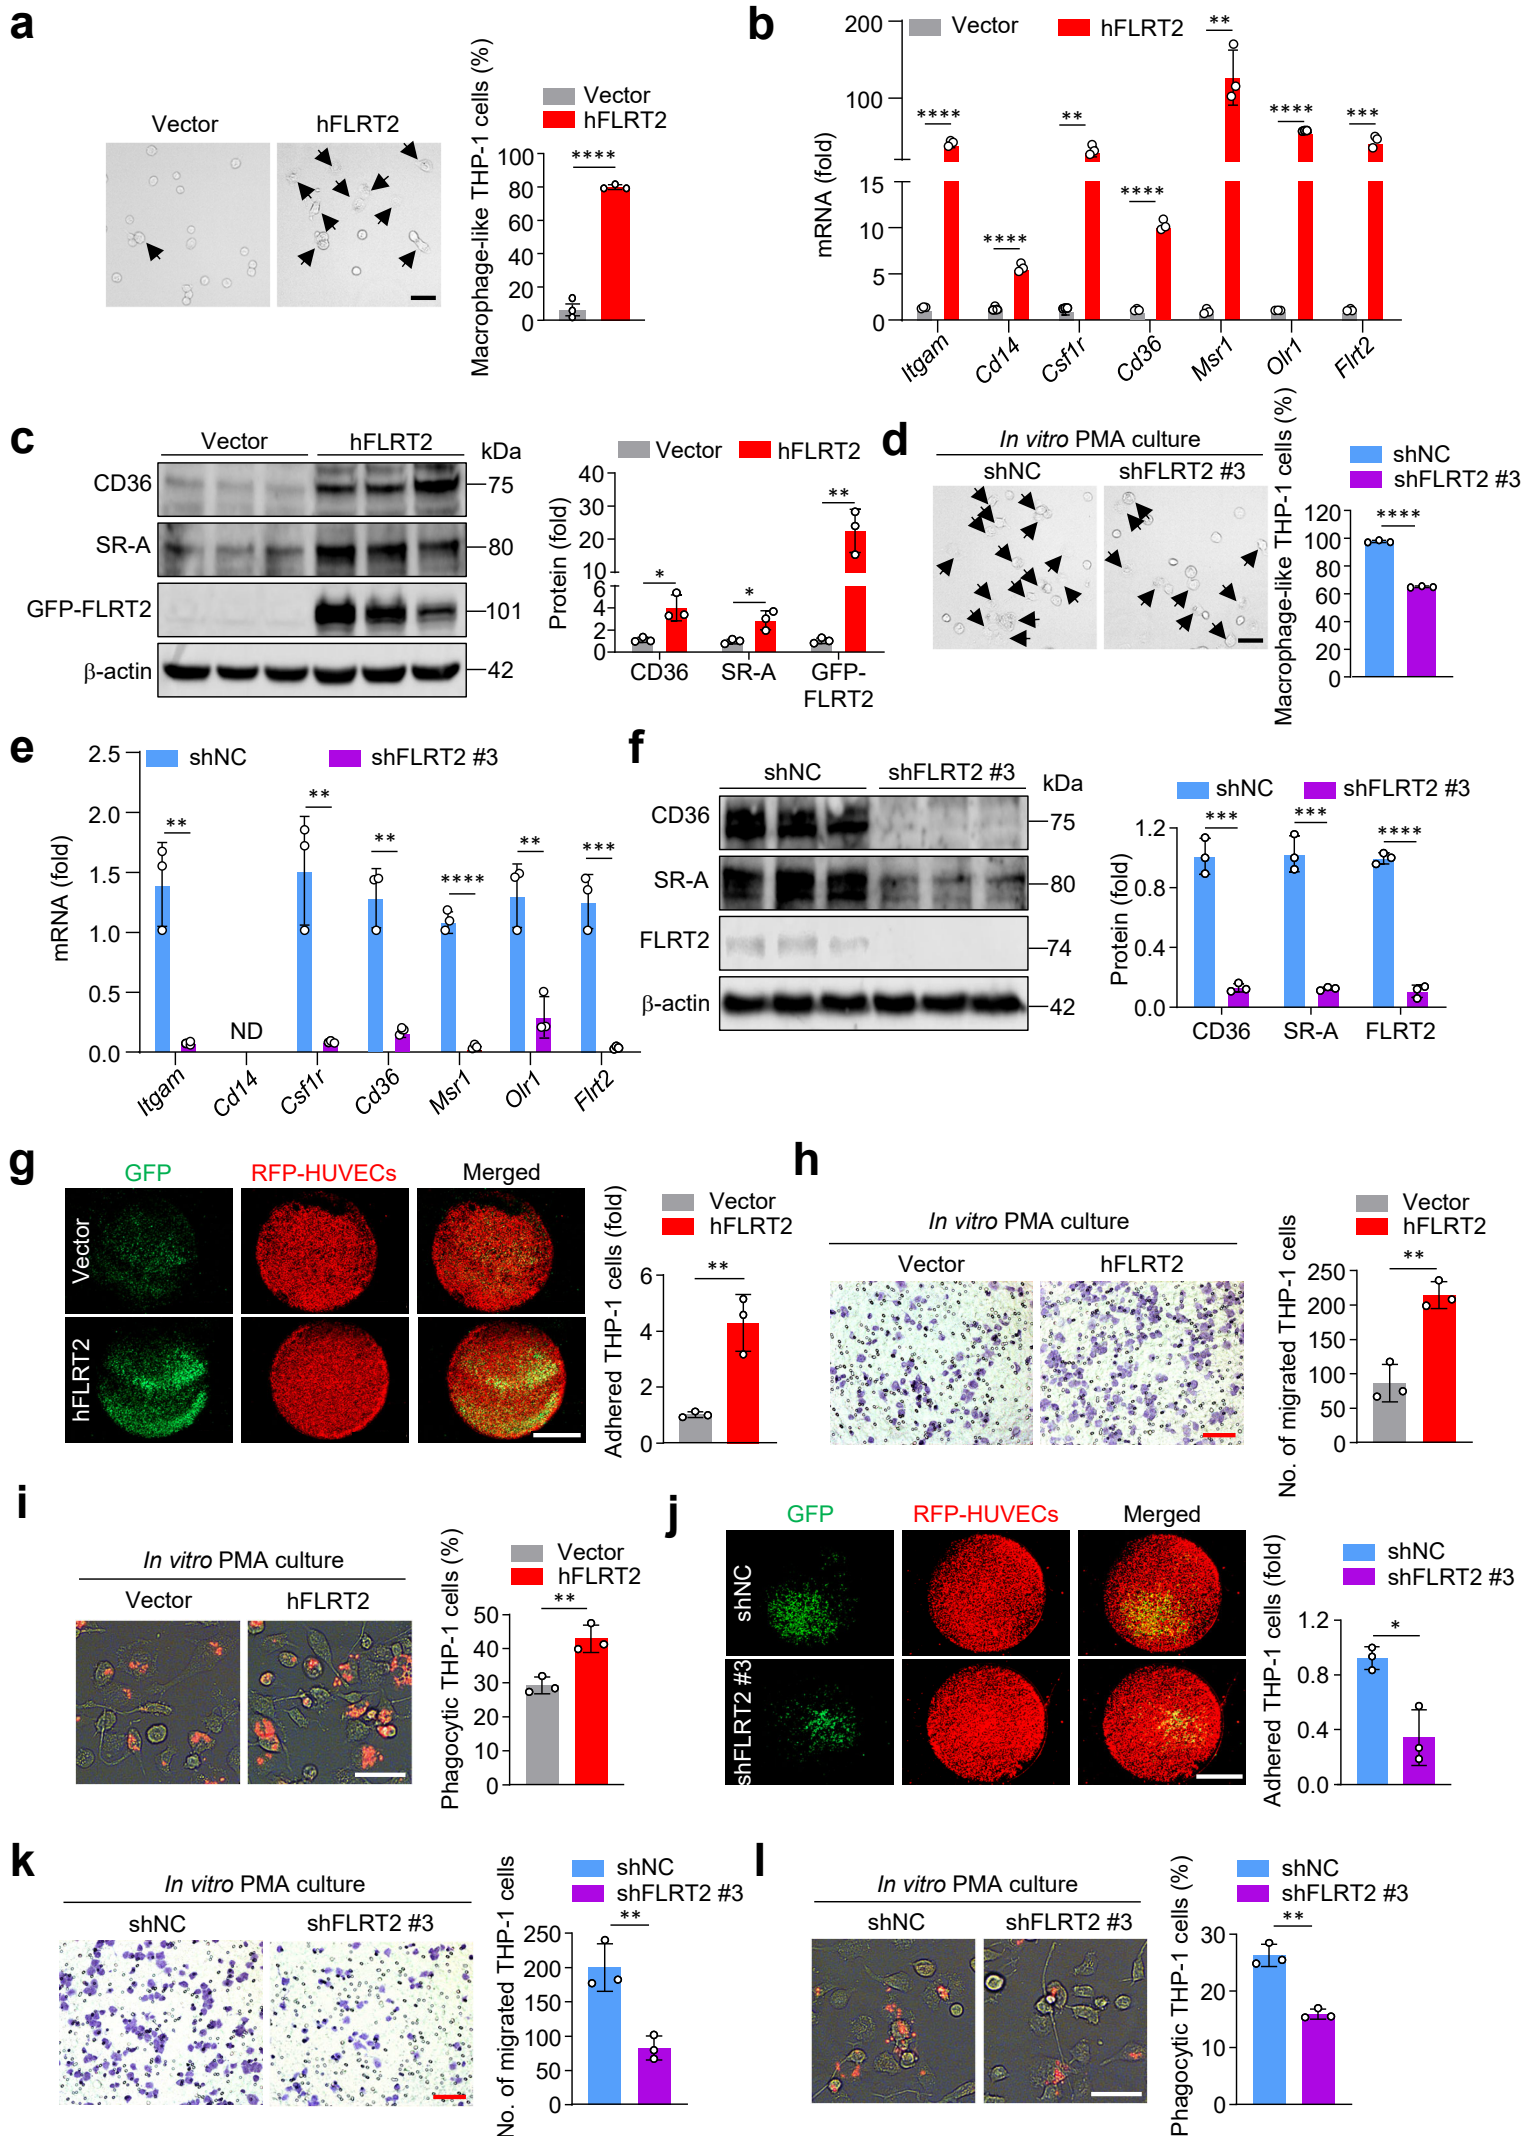 a
Vector
hFLRT2
Macrophage-like THP-1 cells (%)
Vector
hFLRT2
100
80
60
40
20
0
****
b
Vector
hFLRT2
mRNA (fold)
200
100
15
10
5
0
****
****
**
****
**
****
***
Itgam
Cd14
Csf1r
Cd36
Msr1
Olr1
Flrt2
c
Vector
hFLRT2
kDa
CD36
75
SR-A
80
GFP-FLRT2
101
β-actin
42
Vector
hFLRT2
Protein (fold)
40
30
20
10
6
4
2
0
*
*
**
CD36
SR-A
GFP-
FLRT2
d
In vitro PMA culture
shNC
shFLRT2 #3
Macrophage-like THP-1 cells (%)
shNC
shFLRT2 #3
120
100
80
60
40
20
0
****
e
shNC
shFLRT2 #3
mRNA (fold)
2.5
2.0
1.5
1.0
0.5
0.0
**
ND
**
**
****
**
***
Itgam
Cd14
Csf1r
Cd36
Msr1
Olr1
Flrt2
f
shNC
shFLRT2 #3
kDa
CD36
75
SR-A
80
FLRT2
74
β-actin
42
shNC
shFLRT2 #3
Protein (fold)
1.2
0.8
0.4
0.0
***
***
****
CD36
SR-A
FLRT2
g
GFP
RFP-HUVECs
Merged
Vector
hFLRT2
Adhered THP-1 cells (fold)
Vector
hFLRT2
6
4
2
0
**
h
In vitro PMA culture
Vector
hFLRT2
No. of migrated THP-1 cells
Vector
hFLRT2
250
200
150
100
50
0
**
i
In vitro PMA culture
Vector
hFLRT2
Phagocytic THP-1 cells (%)
Vector
hFLRT2
50
40
30
20
10
0
**
j
GFP
RFP-HUVECs
Merged
shNC
shFLRT2 #3
Adhered THP-1 cells (fold)
shNC
shFLRT2 #3
1.2
0.8
0.4
0.0
*
k
In vitro PMA culture
shNC
shFLRT2 #3
No. of migrated THP-1 cells
shNC
shFLRT2 #3
250
200
150
100
50
0
**
l
In vitro PMA culture
shNC
shFLRT2 #3
Phagocytic THP-1 cells (%)
shNC
shFLRT2 #3
30
20
10
0
**